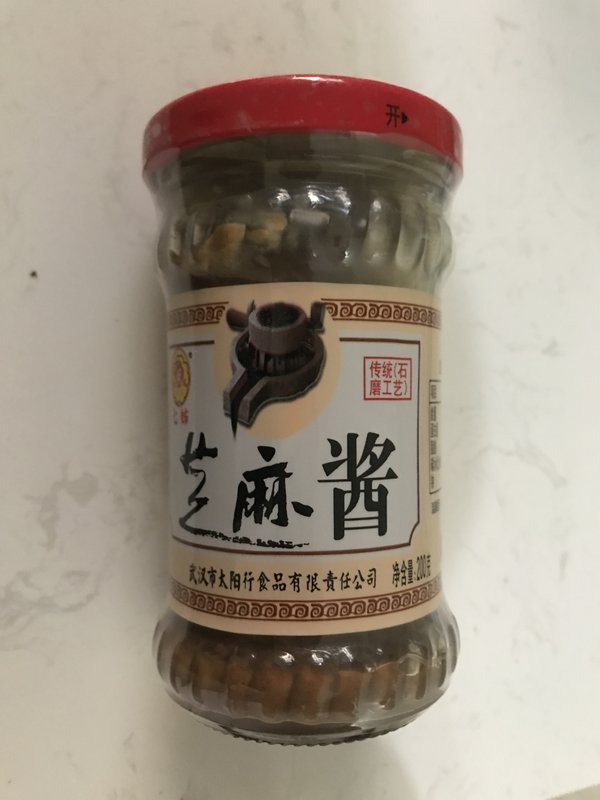 开
传统(石
磨工艺)
芝麻酱
武汉市太阳行食品有限责任公司 净含量:200克